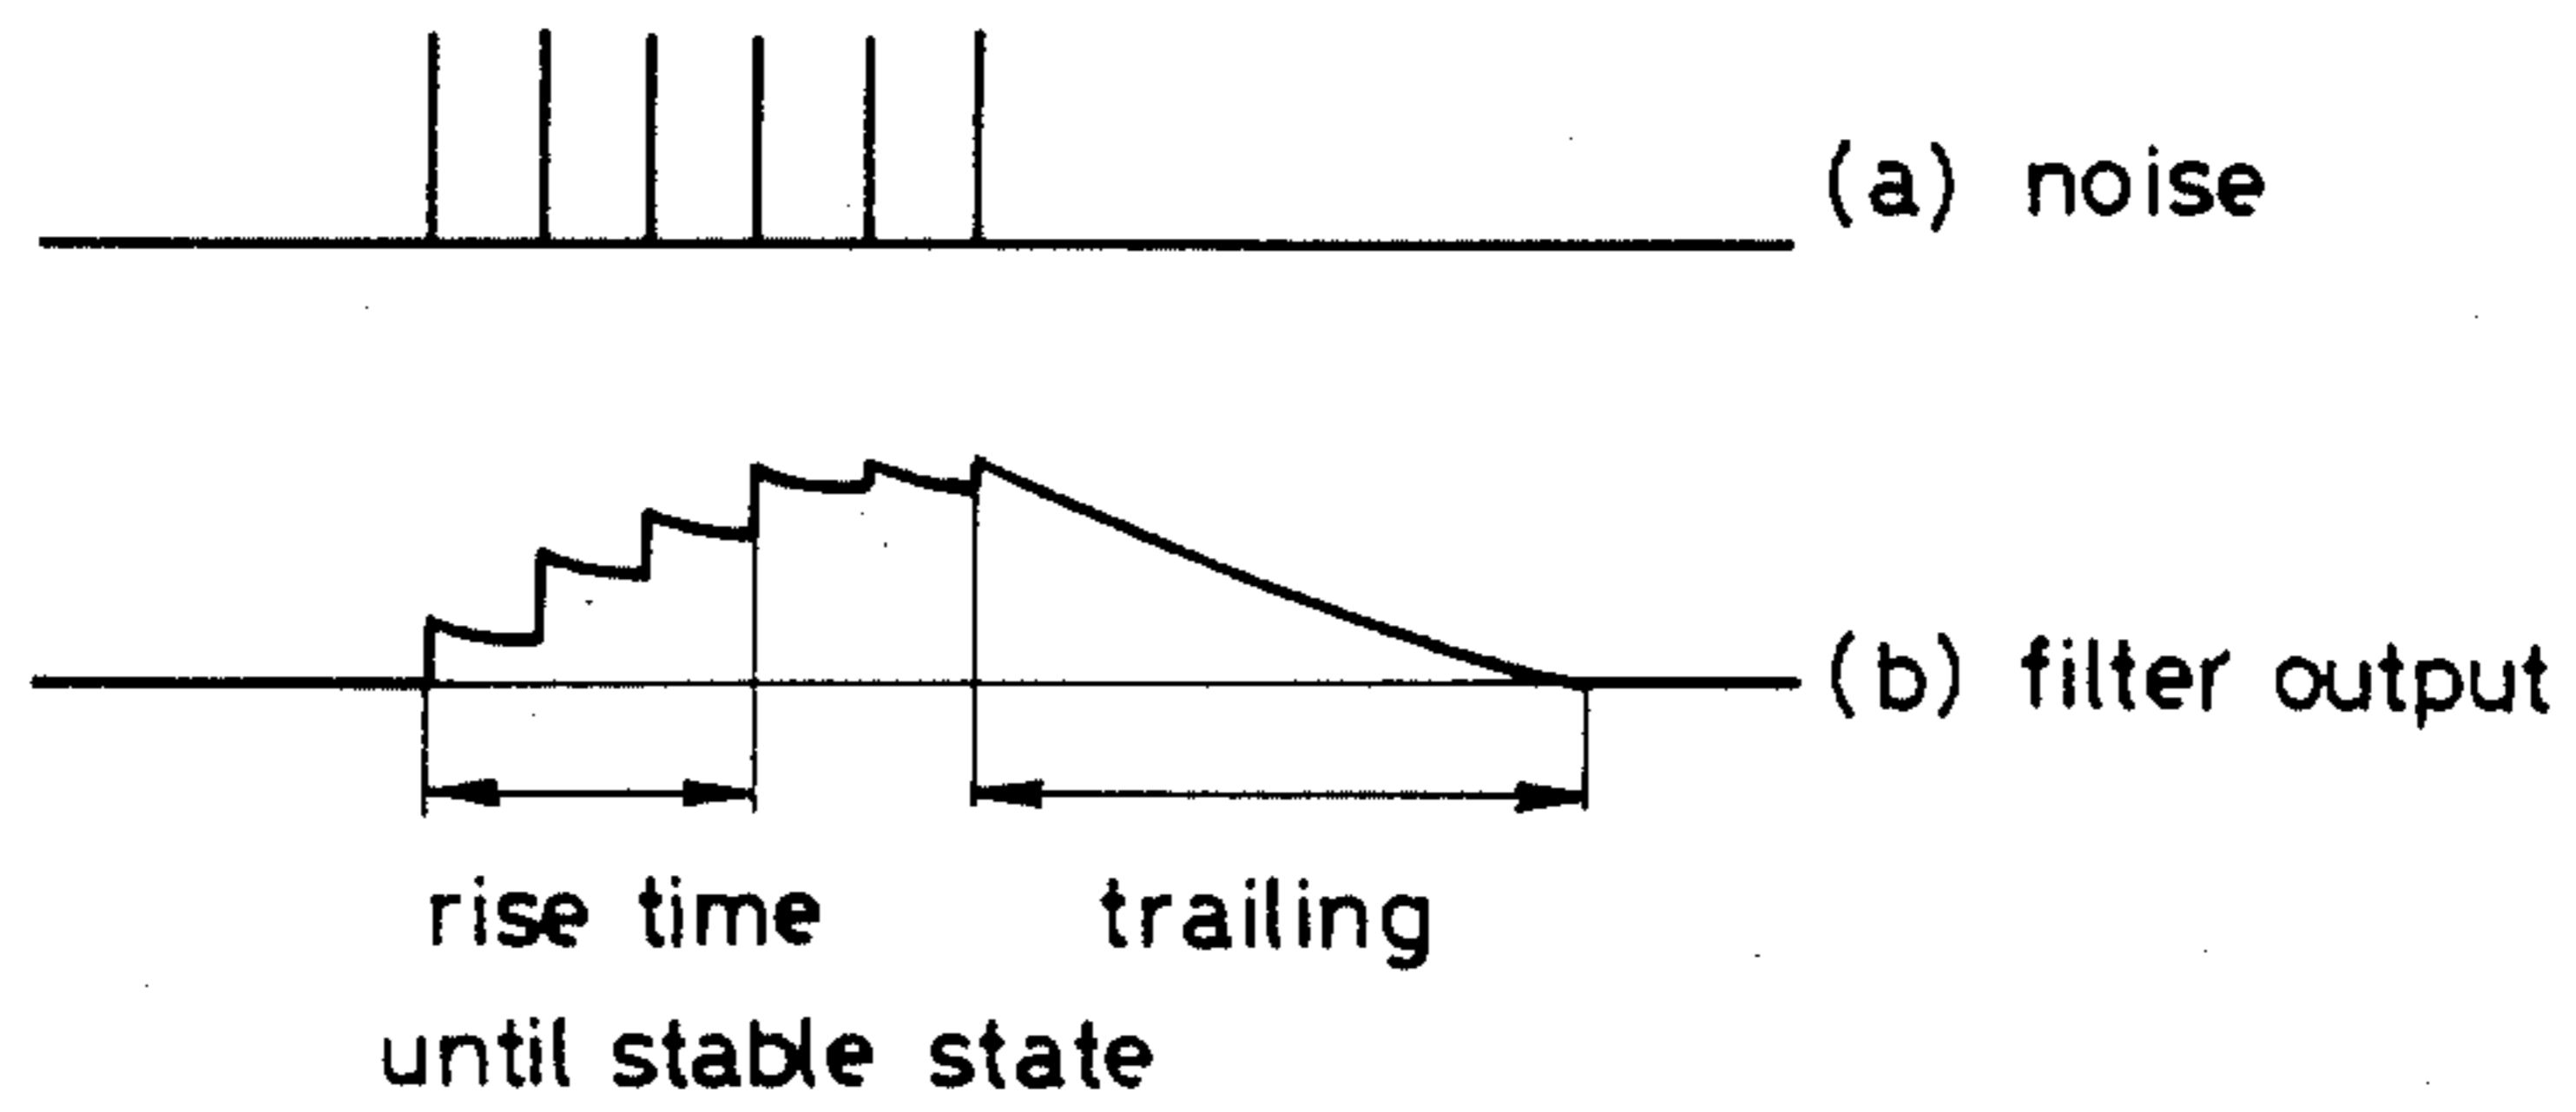 (a) noise
(b) filter output
rise time
trailing
until stable state